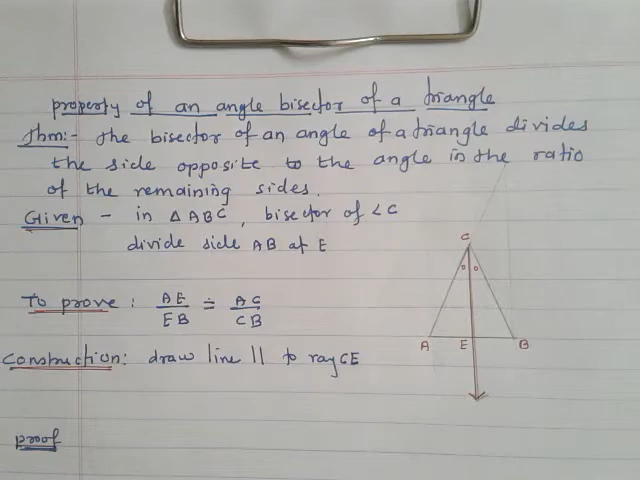 property of an angle bisector of a triangle
Thm:- The bisector of an angle of a triangle divides
the side opposite to the angle in the ratio
of the remaining sides.
Given - in △ABC, bisector of ∠C
divide side AB at E
C
To prove: AE/EB = AC/CB
A E B
Construction: draw line || to ray CE
proof